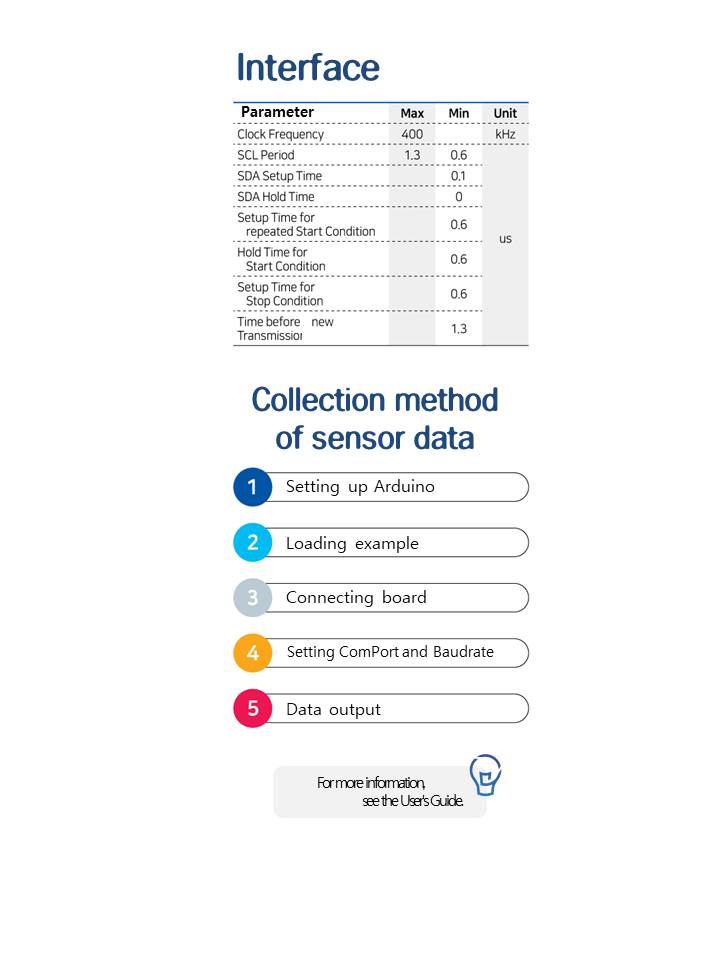 Interface
Parameter Max Min Unit
Clock Frequency 400 kHz
SCL Period 1.3 0.6
SDA Setup Time 0.1
SDA Hold Time 0
Setup Time for
repeated Start Condition 0.6
us
Hold Time for
Start Condition 0.6
Setup Time for
Stop Condition 0.6
Time before new
Transmission 1.3
Collection method
of sensor data
1 Setting up Arduino
2 Loading example
3 Connecting board
4 Setting ComPort and Baudrate
5 Data output
For more information,
see the User's Guide.